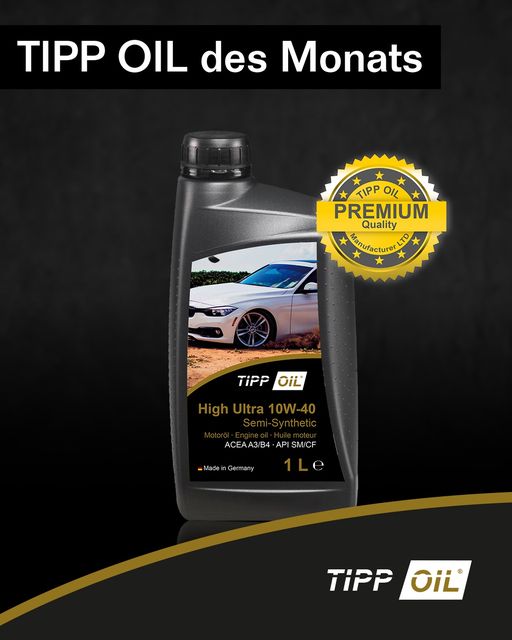 TIPP OIL des Monats
TIPP OIL
PREMIUM
Quality
Manufacturer LTD
TIPP OIL®
High Ultra 10W-40
Semi-Synthetic
Motoröl · Engine oil · Huile moteur
ACEA A3/B4 · API SM/CF
Made in Germany
1 L ℮
TIPP OIL®